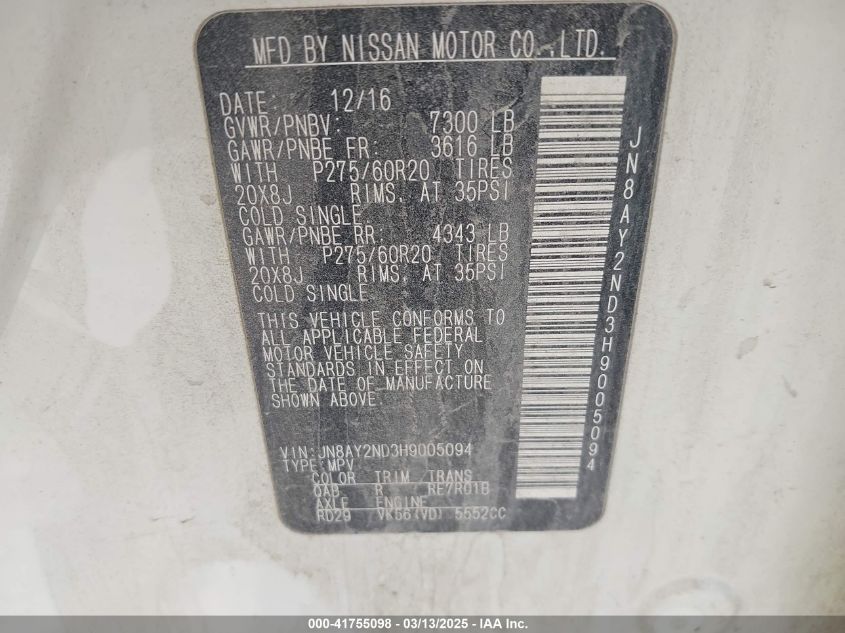 MFD BY NISSAN MOTOR CO.,LTD.
DATE: 12/16
GVWR/PNBV: 7300 LB
GAWR/PNBE FR: 3616 LB
WITH P275/60R20 TIRES
20X8J RIMS, AT 35PSI
COLD SINGLE
GAWR/PNBE RR: 4343 LB
WITH P275/60R20 TIRES
20X8J RIMS, AT 35PSI
COLD SINGLE
THIS VEHICLE CONFORMS TO
ALL APPLICABLE FEDERAL
MOTOR VEHICLE SAFETY
STANDARDS IN EFFECT ON
THE DATE OF MANUFACTURE
SHOWN ABOVE.
VIN:JN8AY2ND3H9005094
TYPE:MPV
COLOR TRIM TRANS
QAB R RE7R01B
AXLE ENGINE
RD29 VK56(VD) 5552CC
JN8AY2ND3H9005094
000-41755098 - 03/13/2025 - IAA Inc.